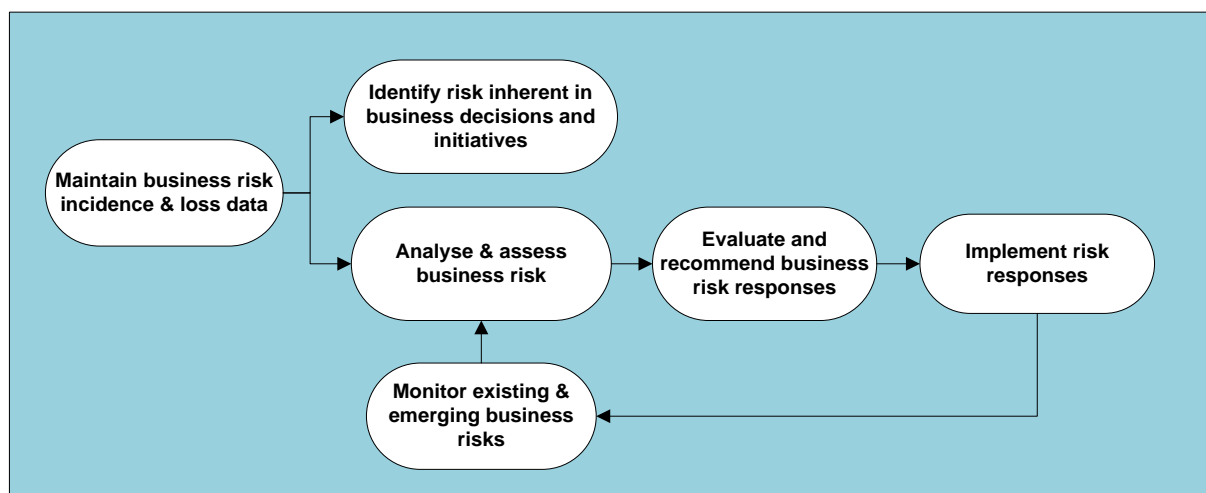 Identify risk inherent in
business decisions and
initiatives
Maintain business risk
incidence & loss data
Analyse & assess
business risk
Evaluate and
recommend business
risk responses
Implement risk
responses
Monitor existing &
emerging business
risks